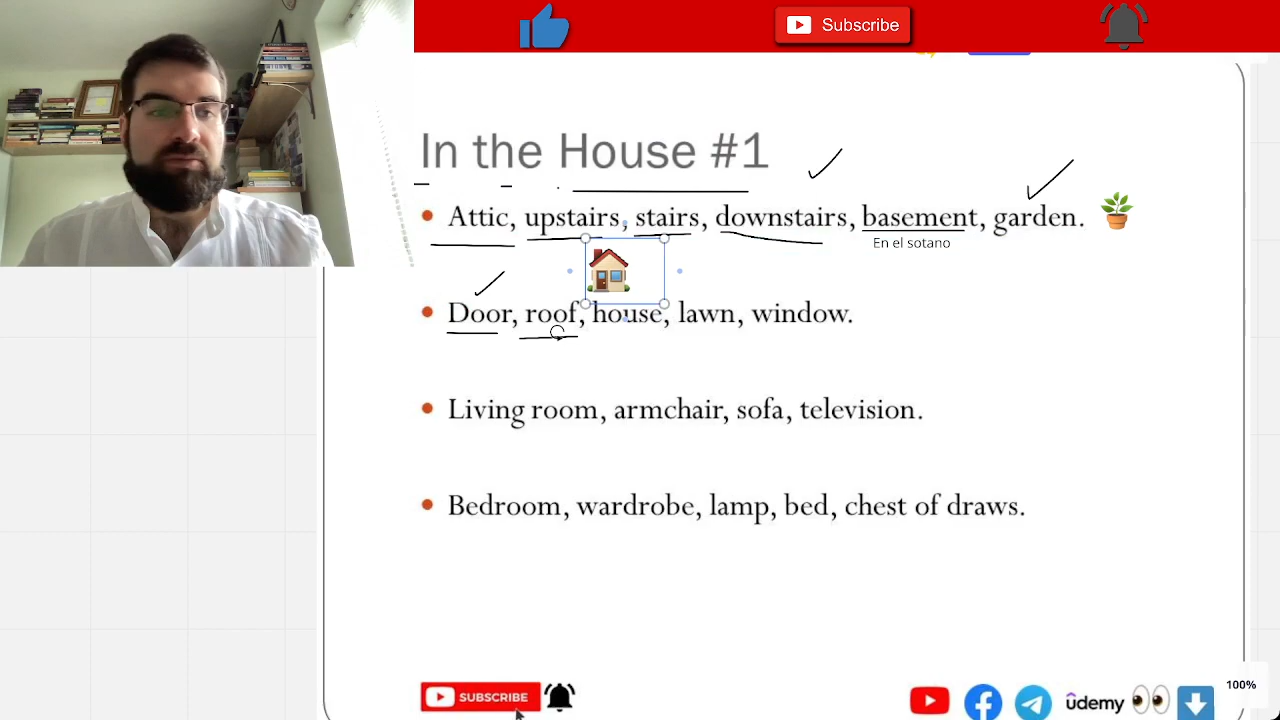 Subscribe
In the House #1
Attic, upstairs, stairs, downstairs, basement, garden.
En el sotano
Door, roof, house, lawn, window.
Living room, armchair, sofa, television.
Bedroom, wardrobe, lamp, bed, chest of draws.
SUBSCRIBE
ûdemy
100%